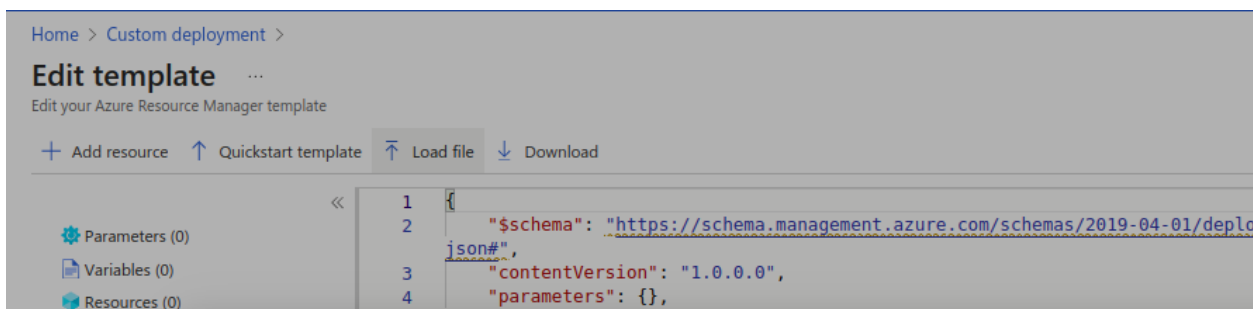 Home > Custom deployment >
Edit template ...
Edit your Azure Resource Manager template
+ Add resource ↑ Quickstart template Load file ↓ Download
«
1 {
2 "$schema": "https://schema.management.azure.com/schemas/2019-04-01/deplo
json#",
3 "contentVersion": "1.0.0.0",
4 "parameters": {},
Parameters (0)
Variables (0)
Resources (0)